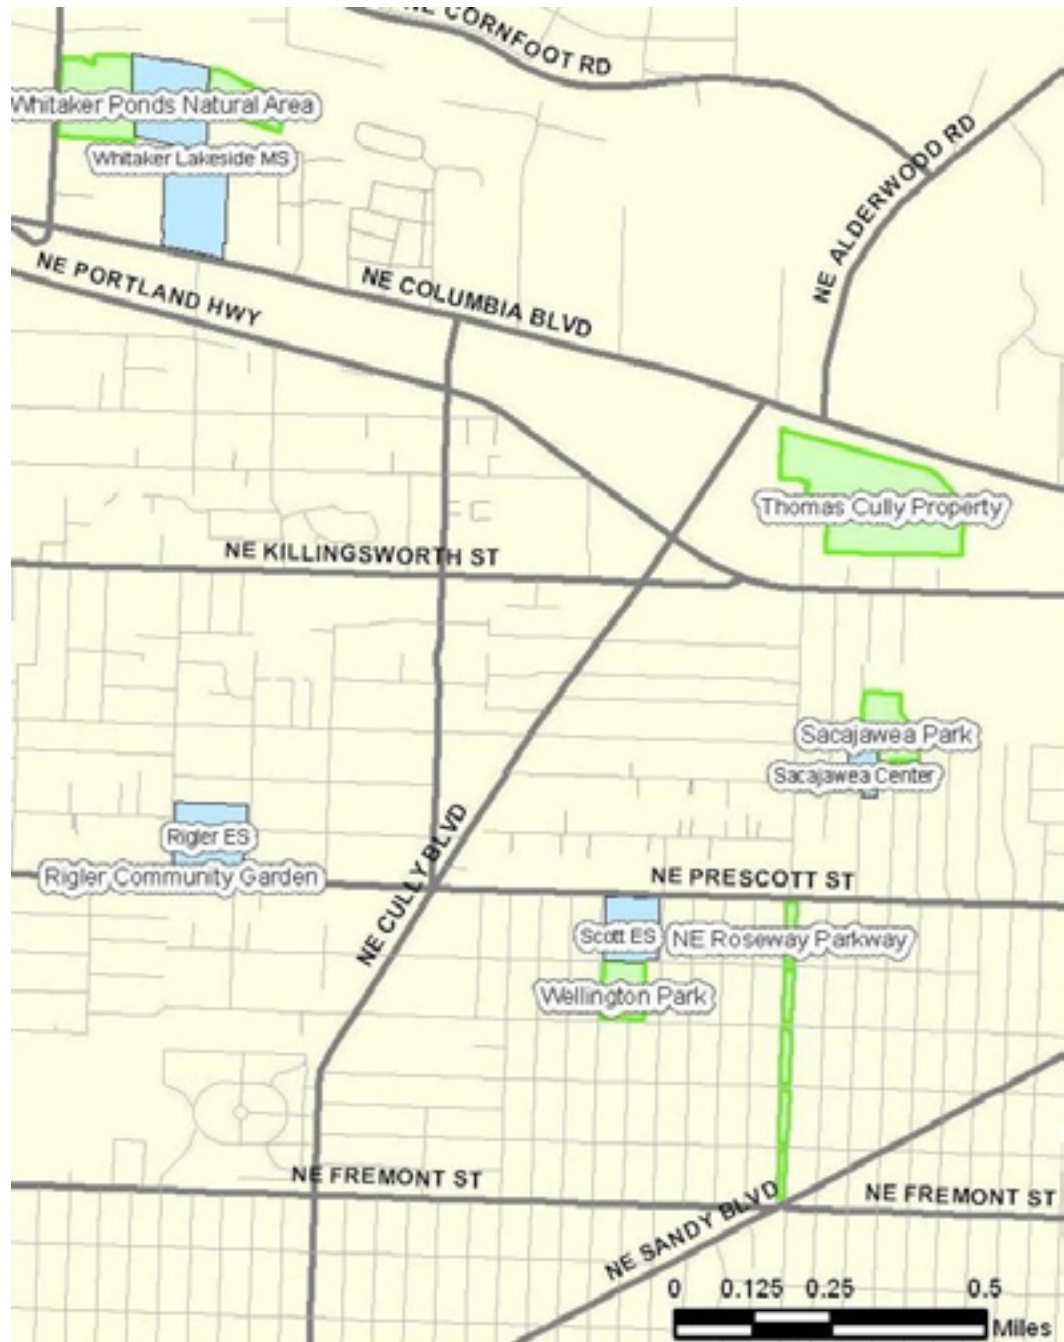 NE CORNFOOT RD
Whitaker Ponds Natural Area
Whitaker Lakeside MS
NE ALDERWOOD RD
NE PORTLAND HWY
NE COLUMBIA BLVD
Thomas Cully Property
NE KILLINGSWORTH ST
Sacajawea Park
Sacajawea Center
Rigler ES
Rigler Community Garden
NE CULLY BLVD
NE PRESCOTT ST
Scott ES
NE Roseway Parkway
Wellington Park
NE FREMONT ST
NE FREMONT ST
NE SANDY BLVD
0 0.125 0.25 0.5
Miles